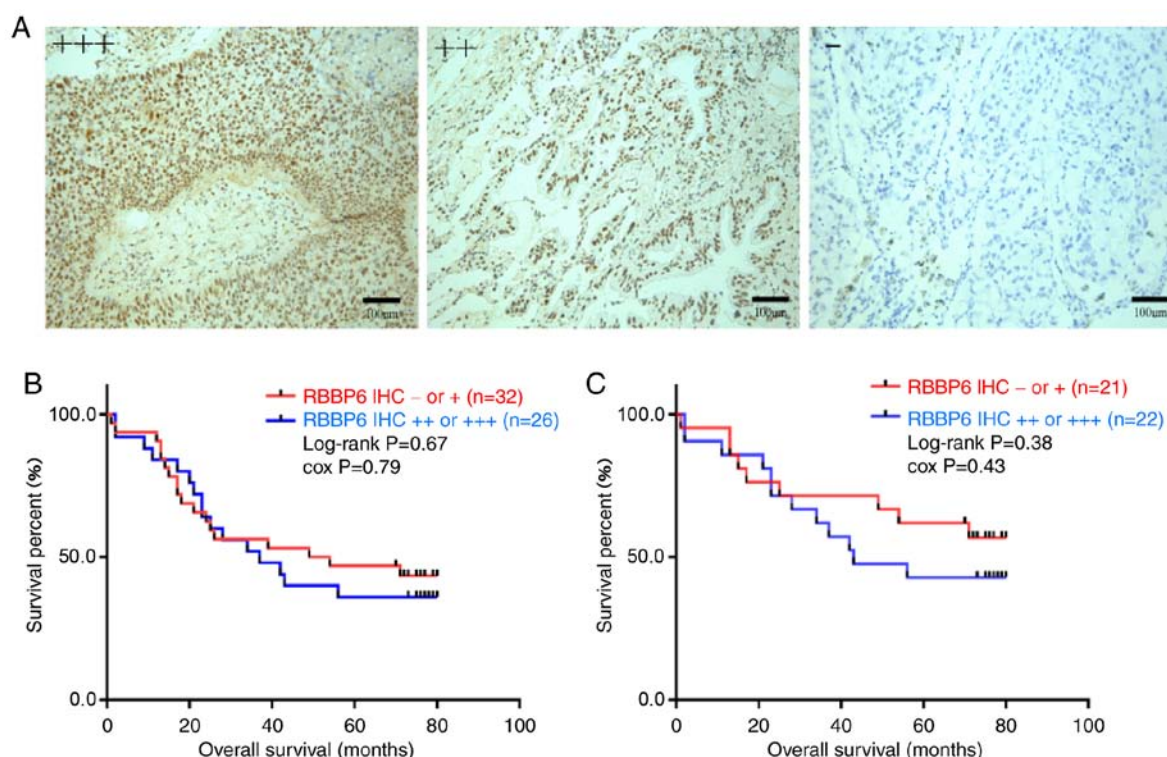 A
+++
++
−
100μm
100μm
100μm
B
RBBP6 IHC − or + (n=32)
RBBP6 IHC ++ or +++ (n=26)
Log-rank P=0.67
cox P=0.79
100.0
50.0
0.0
Survival percent (%)
0 20 40 60 80 100
Overall survival (months)
C
RBBP6 IHC − or + (n=21)
RBBP6 IHC ++ or +++ (n=22)
Log-rank P=0.38
cox P=0.43
100.0
50.0
0.0
Survival percent (%)
0 20 40 60 80 100
Overall survival (months)